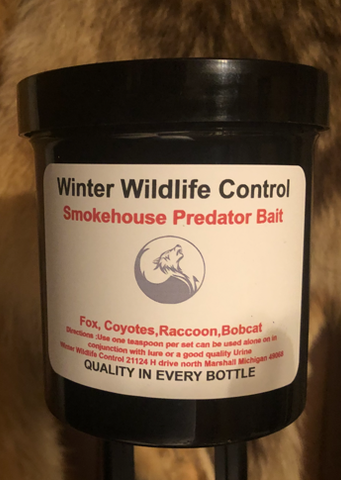 Winter Wildlife Control
Smokehouse Predator Bait
Fox, Coyotes,Raccoon,Bobcat
Directions :Use one teaspoon per set can be used alone on in
conjunction with lure or a good quality Urine
Winter Wildlife Control 21124 H drive north Marshall Michigan 49068
QUALITY IN EVERY BOTTLE